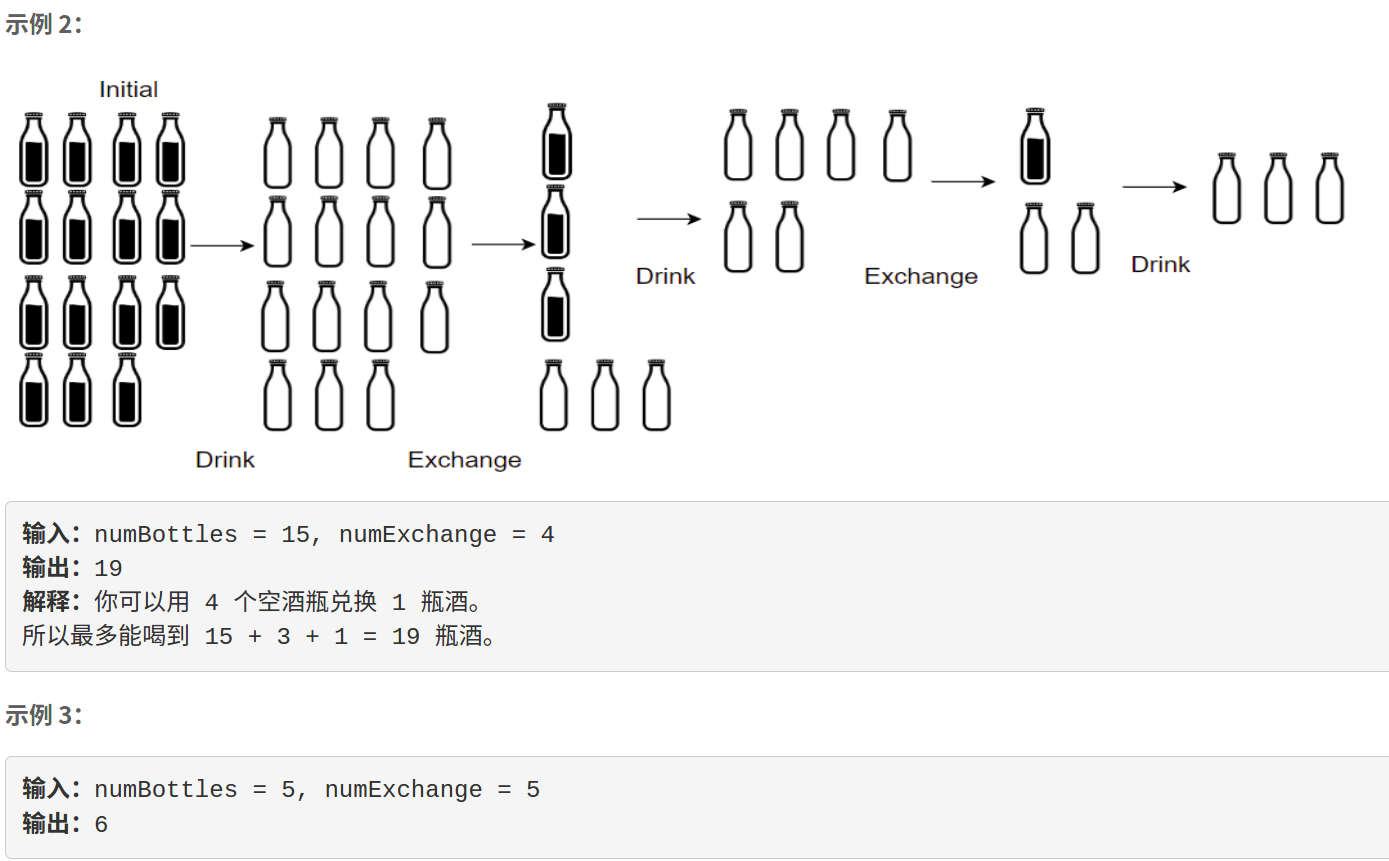 示例 2：
Initial
Drink
Exchange
Drink
Exchange
Drink
输入：numBottles = 15, numExchange = 4
输出：19
解释：你可以用 4 个空酒瓶兑换 1 瓶酒。
所以最多能喝到 15 + 3 + 1 = 19 瓶酒。
示例 3：
输入：numBottles = 5, numExchange = 5
输出：6